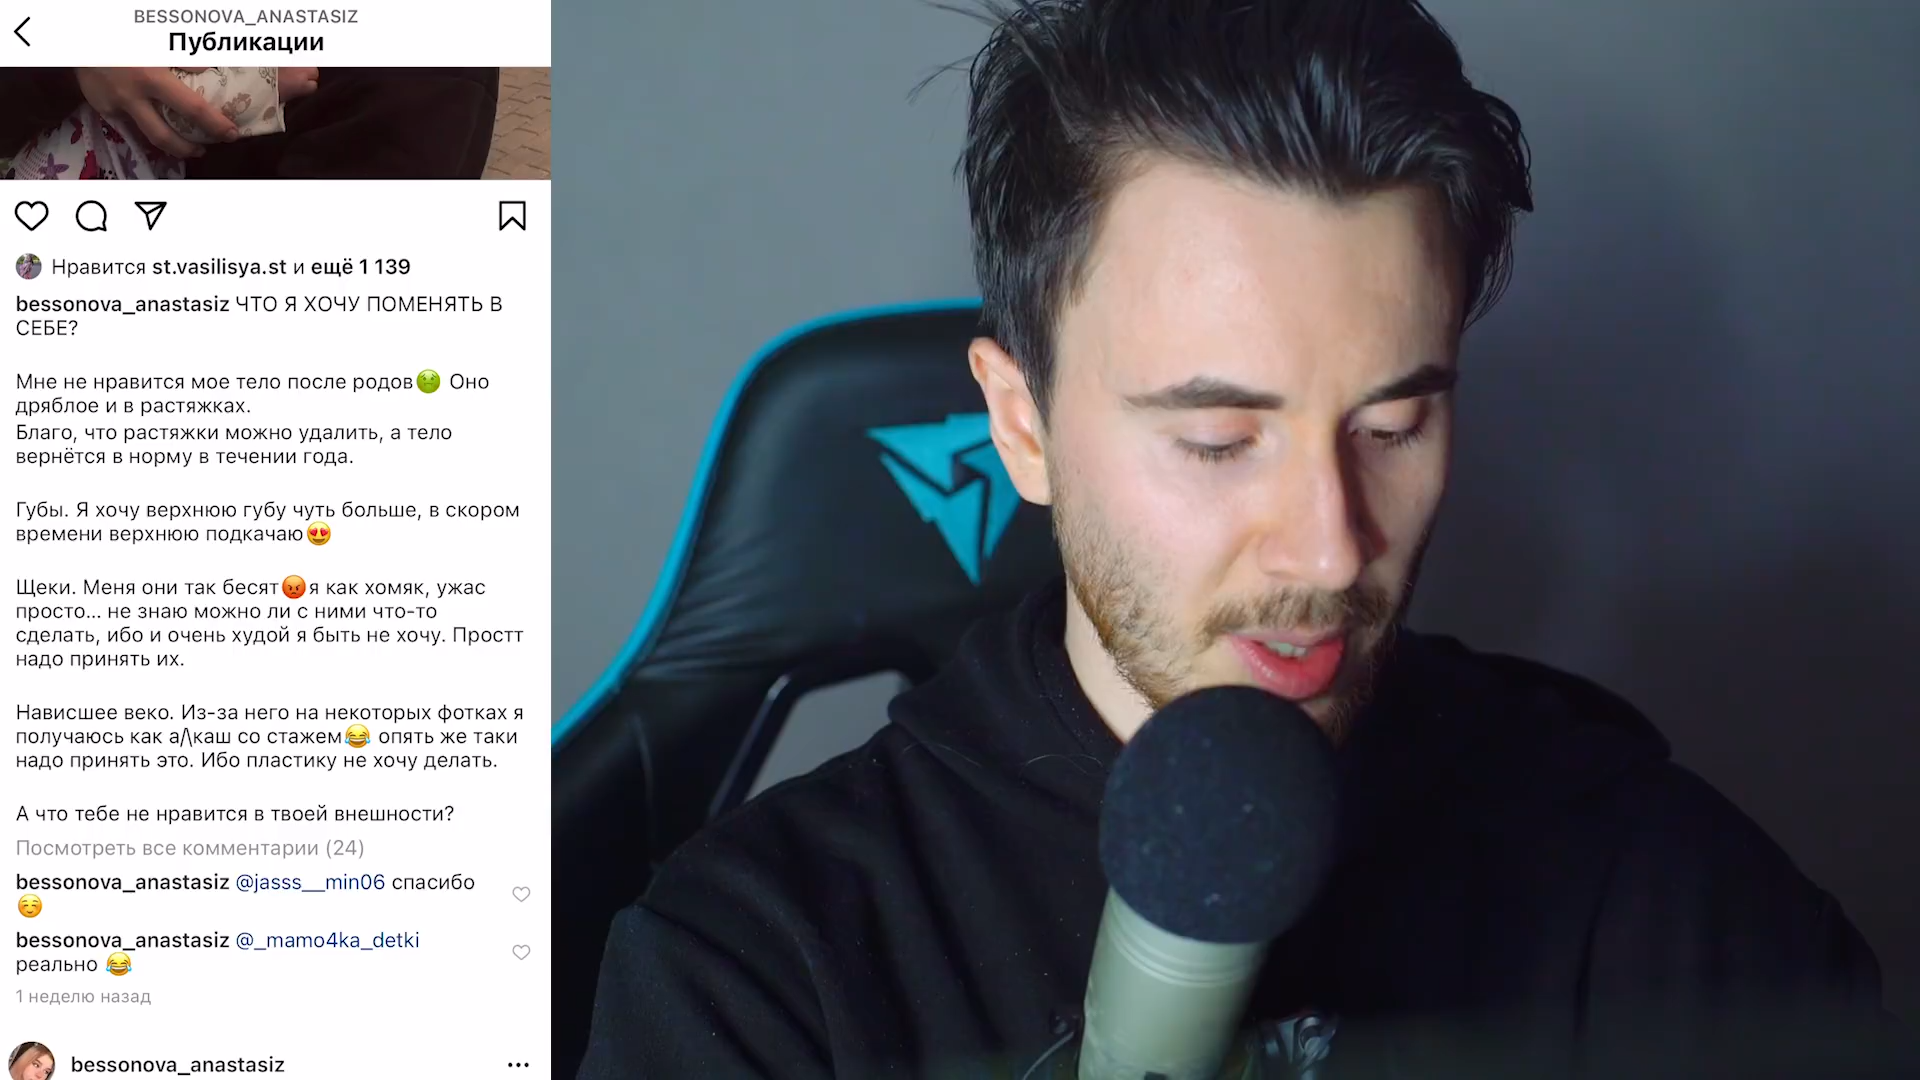 BESSONOVA_ANASTASIZ
Публикации
Нравится st.vasilisya.st и ещё 1 139
bessonova_anastasiz ЧТО Я ХОЧУ ПОМЕНЯТЬ В
СЕБЕ?
Мне не нравится мое тело после родов🤢 Оно
дряблое и в растяжках.
Благо, что растяжки можно удалить, а тело
вернётся в норму в течении года.
Губы. Я хочу верхнюю губу чуть больше, в скором
времени верхнюю подкачаю😍
Щеки. Меня они так бесят😡я как хомяк, ужас
просто... не знаю можно ли с ними что-то
сделать, ибо и очень худой я быть не хочу. Простт
надо принять их.
Нависшее веко. Из-за него на некоторых фотках я
получаюсь как а/\каш со стажем😂 опять же таки
надо принять это. Ибо пластику не хочу делать.
А что тебе не нравится в твоей внешности?
Посмотреть все комментарии (24)
bessonova_anastasiz @jasss__min06 спасибо
☺️
bessonova_anastasiz @_mamo4ka_detki
реально 😂
1 неделю назад
bessonova_anastasiz